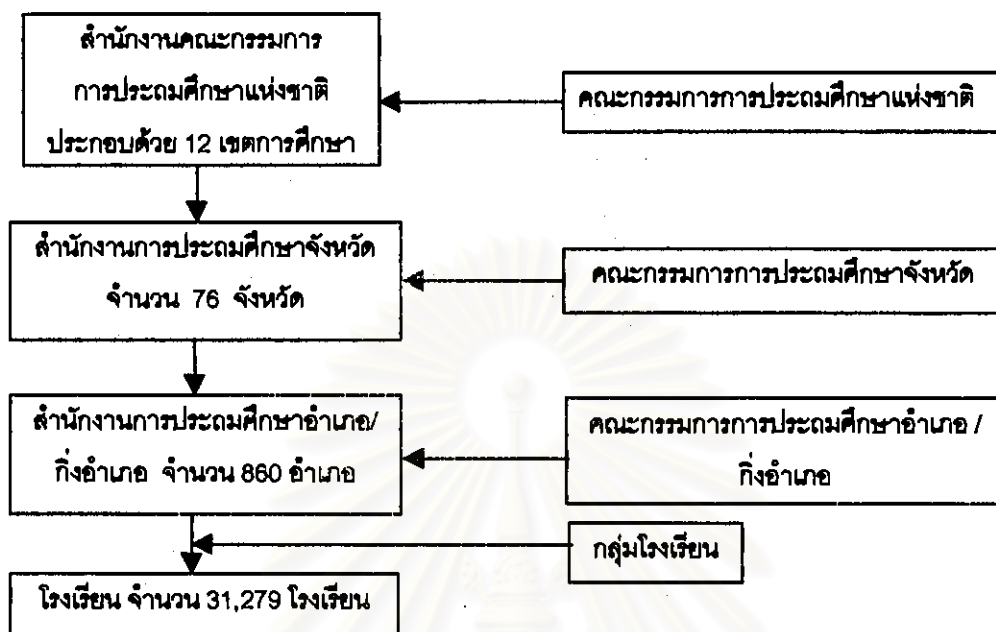 สำนักงานคณะกรรมการ
การประถมศึกษาแห่งชาติ
ประกอบด้วย 12 เขตการศึกษา
คณะกรรมการการประถมศึกษาแห่งชาติ
สำนักงานการประถมศึกษาจังหวัด
จำนวน 76 จังหวัด
คณะกรรมการการประถมศึกษาจังหวัด
สำนักงานการประถมศึกษาอำเภอ/
กิ่งอำเภอ จำนวน 860 อำเภอ
คณะกรรมการการประถมศึกษาอำเภอ /
กิ่งอำเภอ
กลุ่มโรงเรียน
โรงเรียน จำนวน 31,279 โรงเรียน